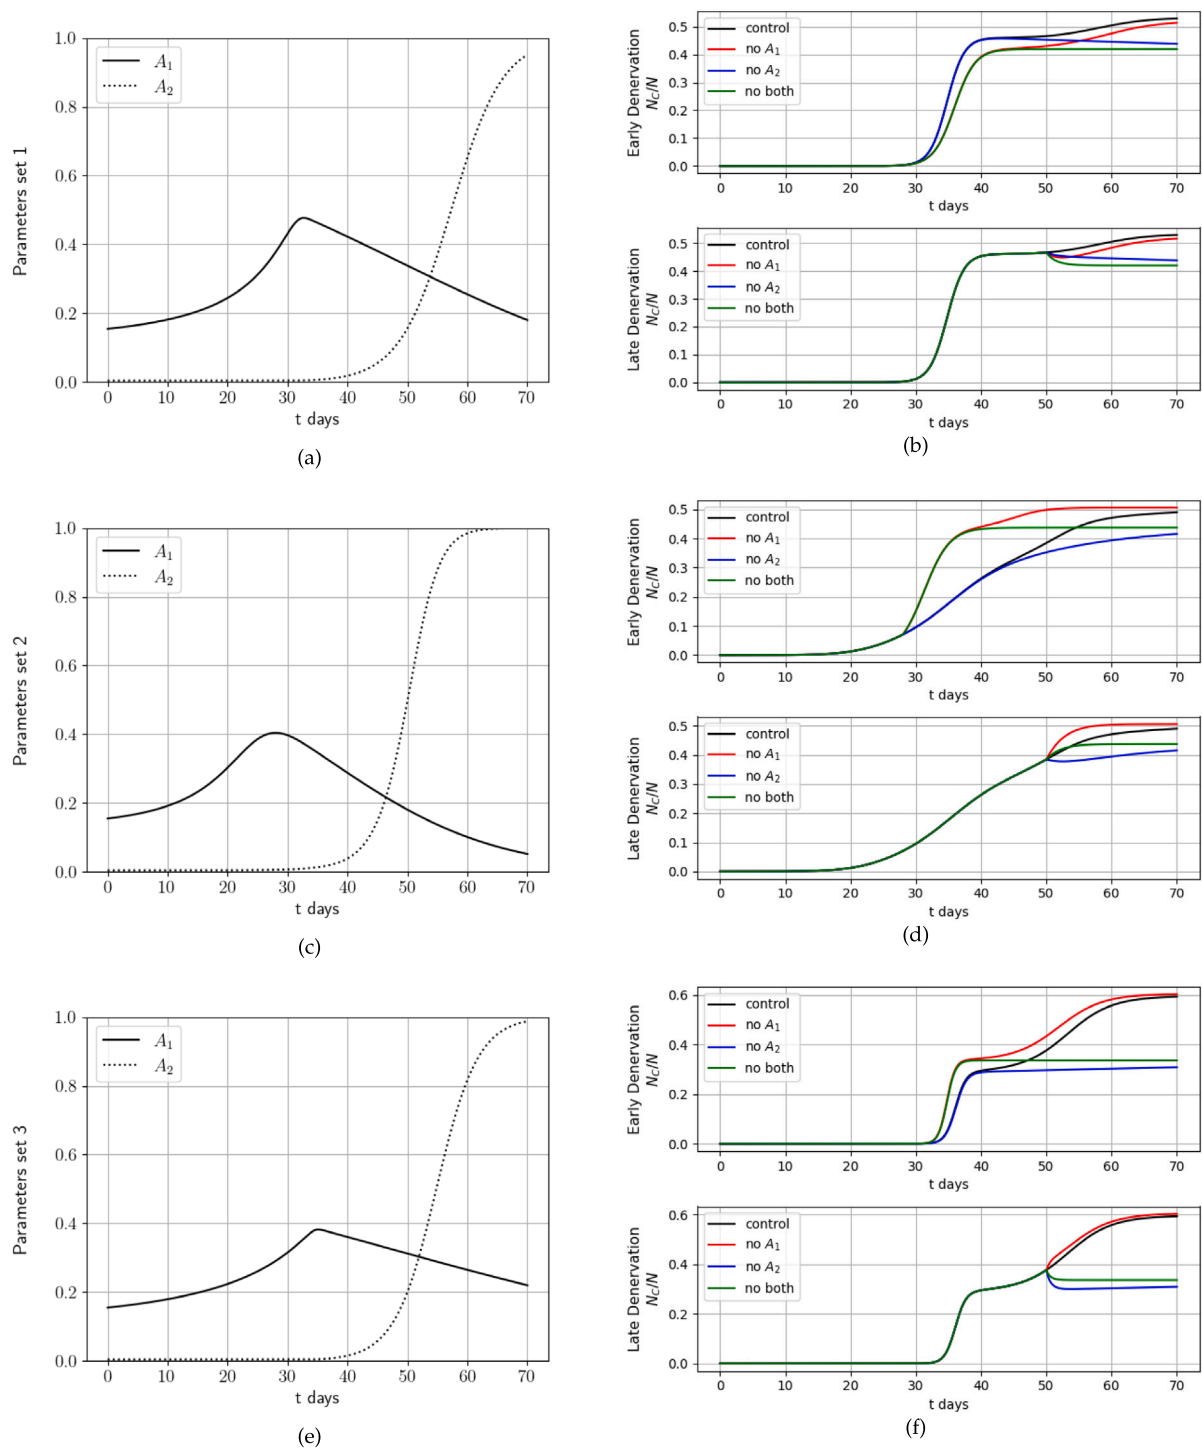 Parameters set 1
1.0
0.8
0.6
0.4
0.2
0.0
A1
A2
0 10 20 30 40 50 60 70
t days
(a)
Early Denervation
NC/N
0.5
0.4
0.3
0.2
0.1
0.0
control
no A1
no A2
no both
0 10 20 30 40 50 60 70
t days
Late Denervation
NC/N
0.5
0.4
0.3
0.2
0.1
0.0
control
no A1
no A2
no both
0 10 20 30 40 50 60 70
t days
(b)
Parameters set 2
1.0
0.8
0.6
0.4
0.2
0.0
A1
A2
0 10 20 30 40 50 60 70
t days
(c)
Early Denervation
NC/N
0.5
0.4
0.3
0.2
0.1
0.0
control
no A1
no A2
no both
0 10 20 30 40 50 60 70
t days
Late Denervation
NC/N
0.5
0.4
0.3
0.2
0.1
0.0
control
no A1
no A2
no both
0 10 20 30 40 50 60 70
t days
(d)
Parameters set 3
1.0
0.8
0.6
0.4
0.2
0.0
A1
A2
0 10 20 30 40 50 60 70
t days
(e)
Early Denervation
NC/N
0.6
0.4
0.2
0.0
control
no A1
no A2
no both
0 10 20 30 40 50 60 70
t days
Late Denervation
NC/N
0.6
0.4
0.2
0.0
control
no A1
no A2
no both
0 10 20 30 40 50 60 70
t days
(f)